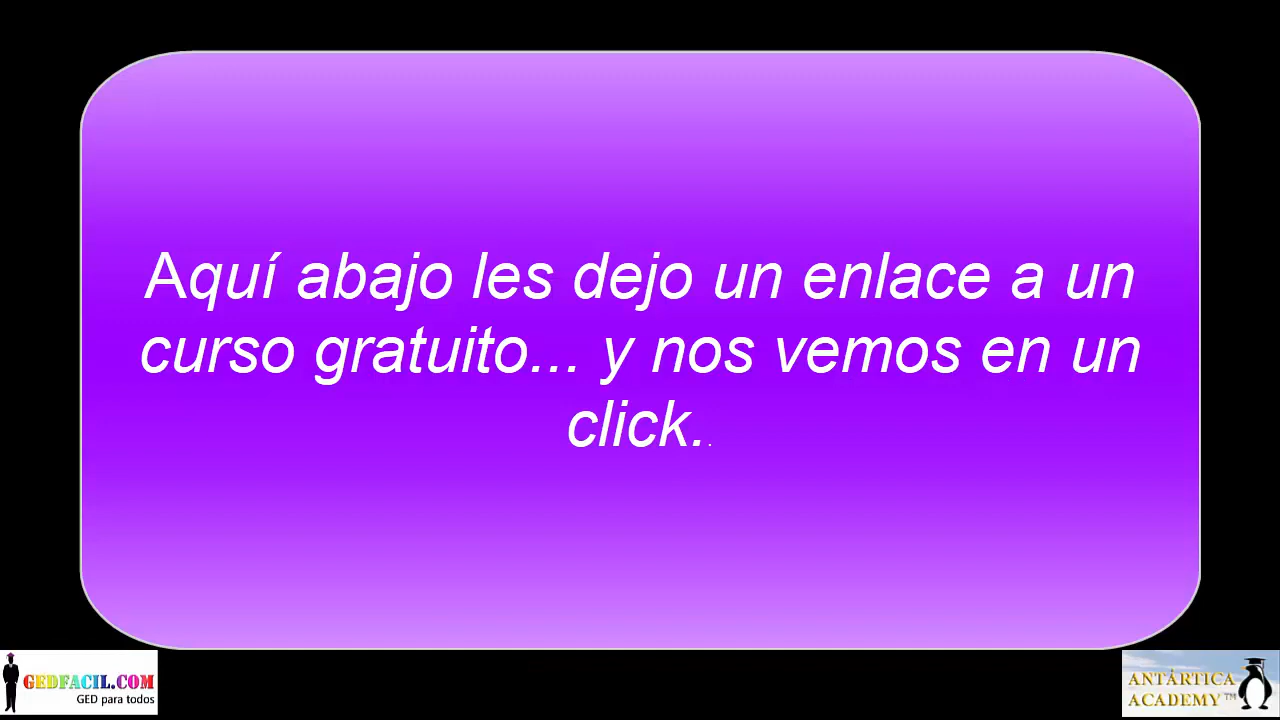 Aquí abajo les dejo un enlace a un
curso gratuito... y nos vemos en un
click..
GEDFACIL.COM
GED para todos
ANTÁRTICA
ACADEMY™